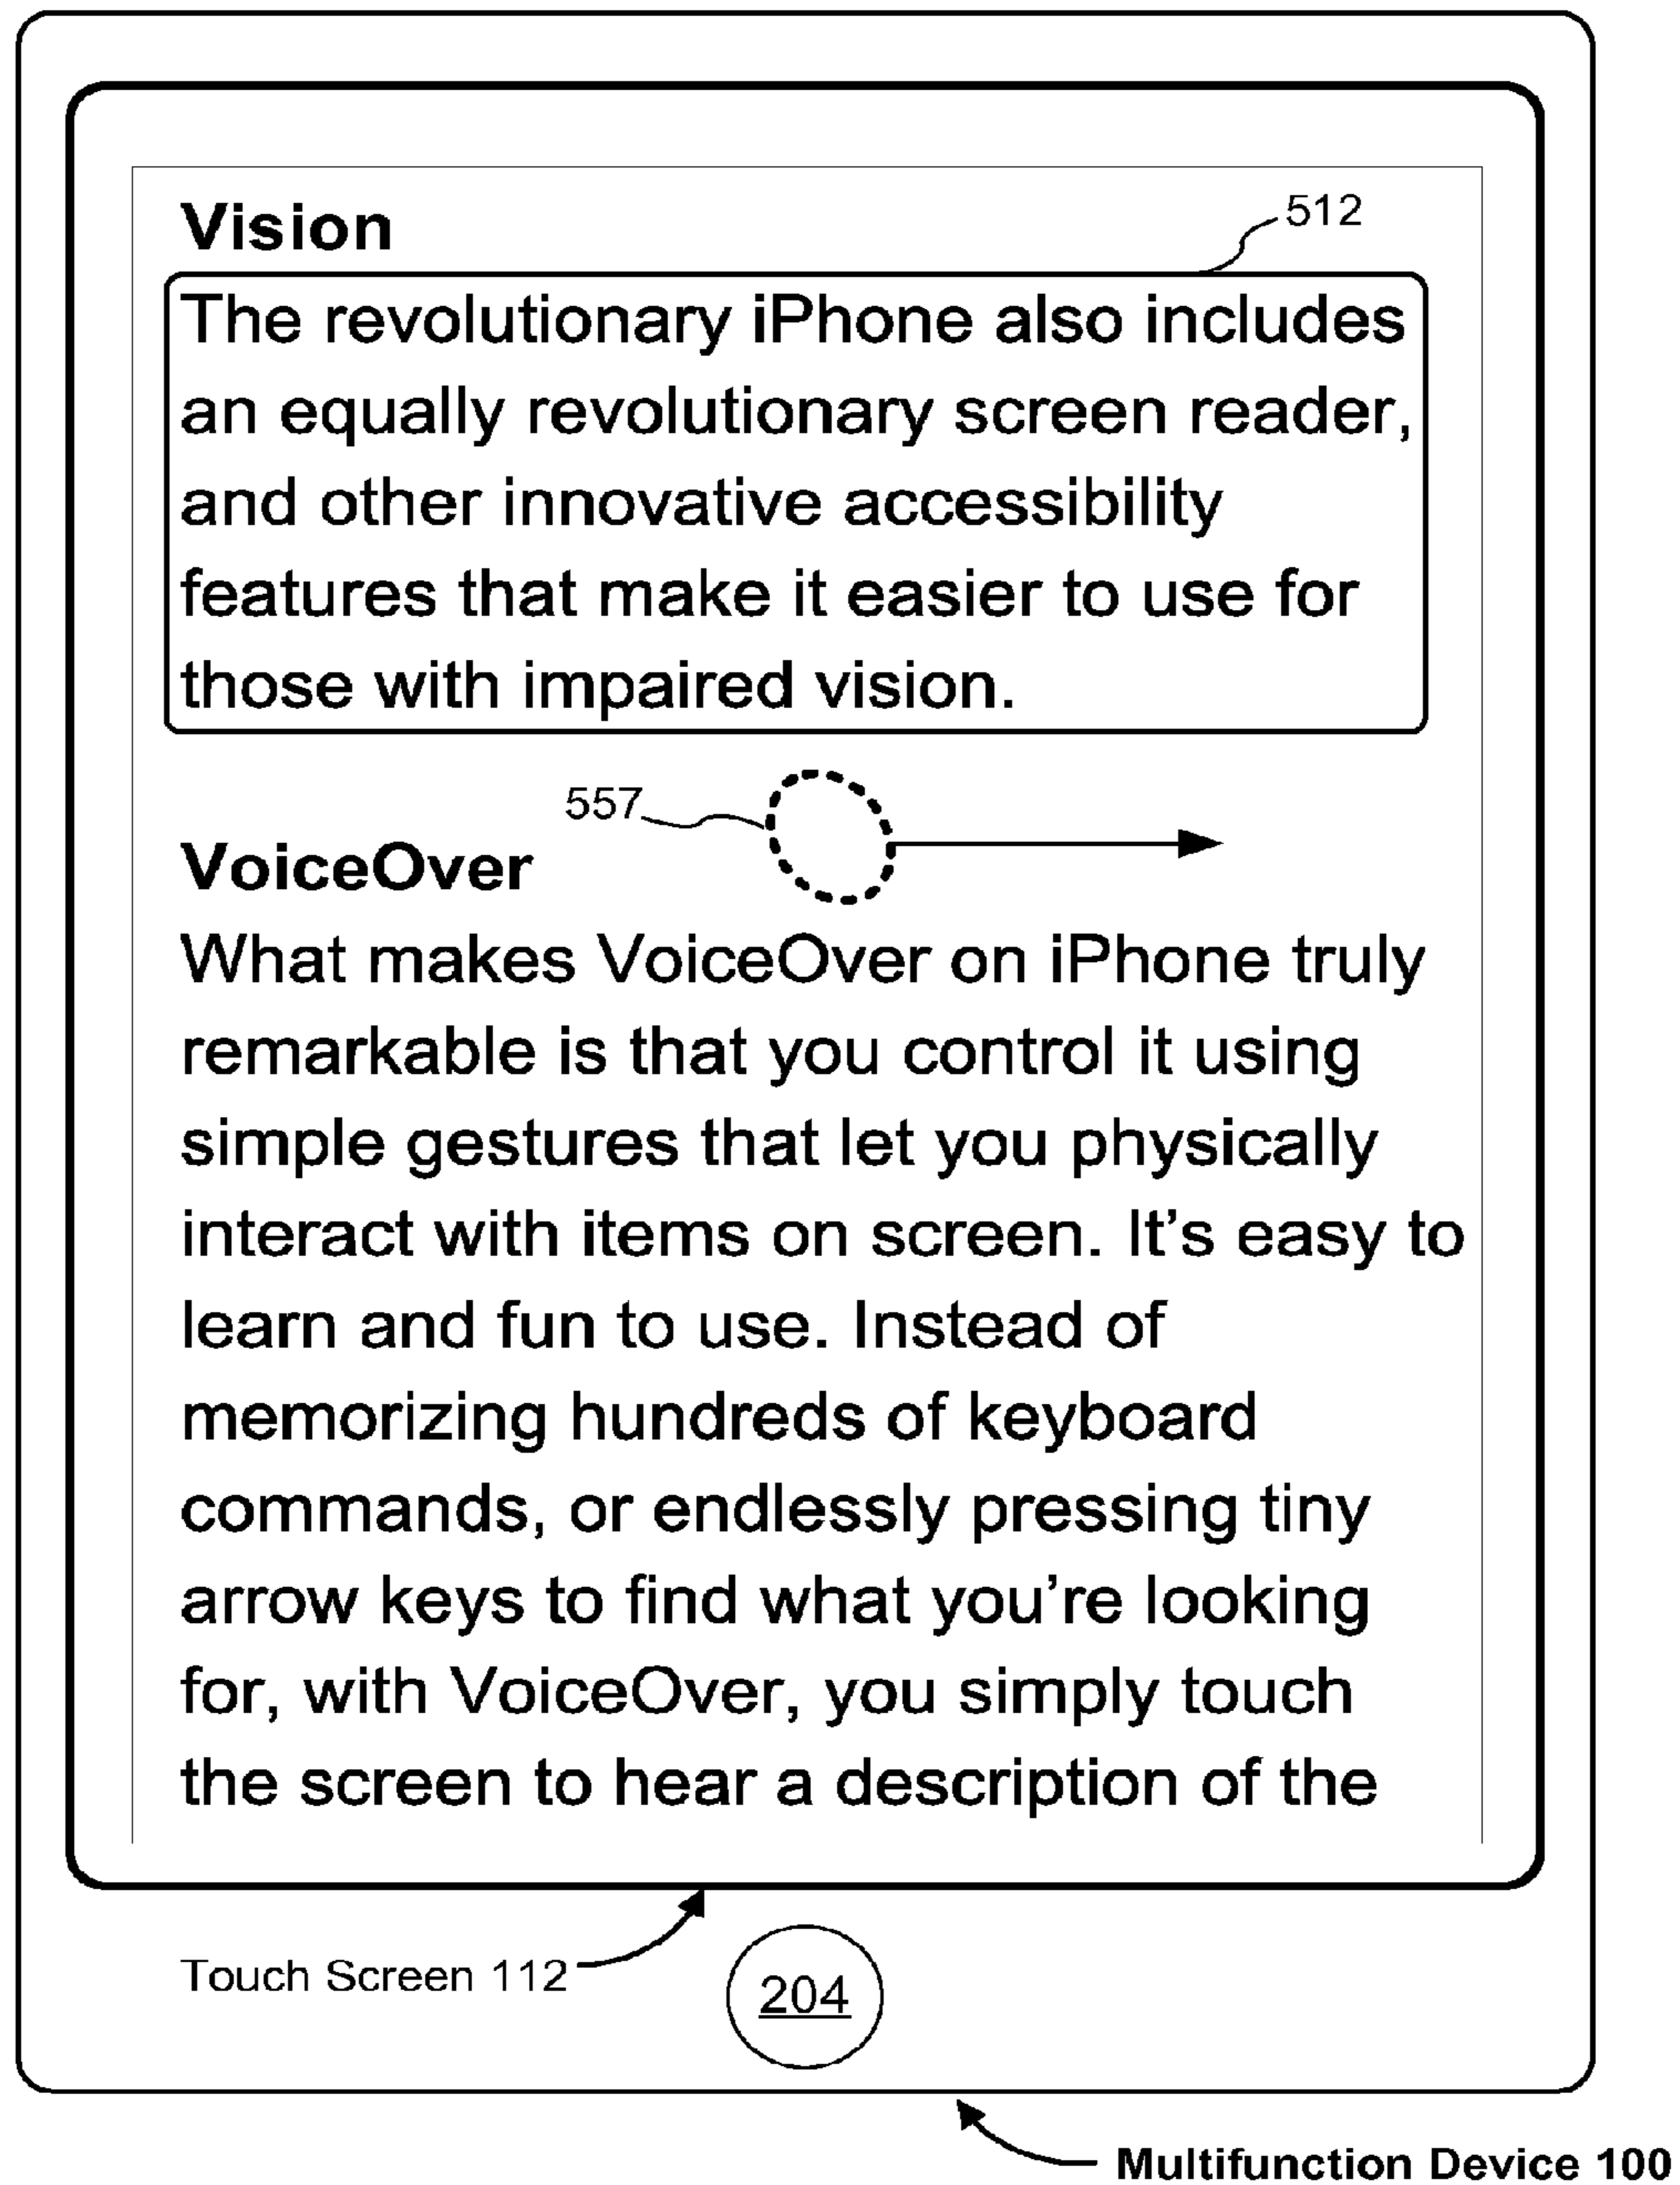 Vision
512
The revolutionary iPhone also includes
an equally revolutionary screen reader,
and other innovative accessibility
features that make it easier to use for
those with impaired vision.
557
VoiceOver
What makes VoiceOver on iPhone truly
remarkable is that you control it using
simple gestures that let you physically
interact with items on screen. It’s easy to
learn and fun to use. Instead of
memorizing hundreds of keyboard
commands, or endlessly pressing tiny
arrow keys to find what you’re looking
for, with VoiceOver, you simply touch
the screen to hear a description of the
Touch Screen 112
204
Multifunction Device 100